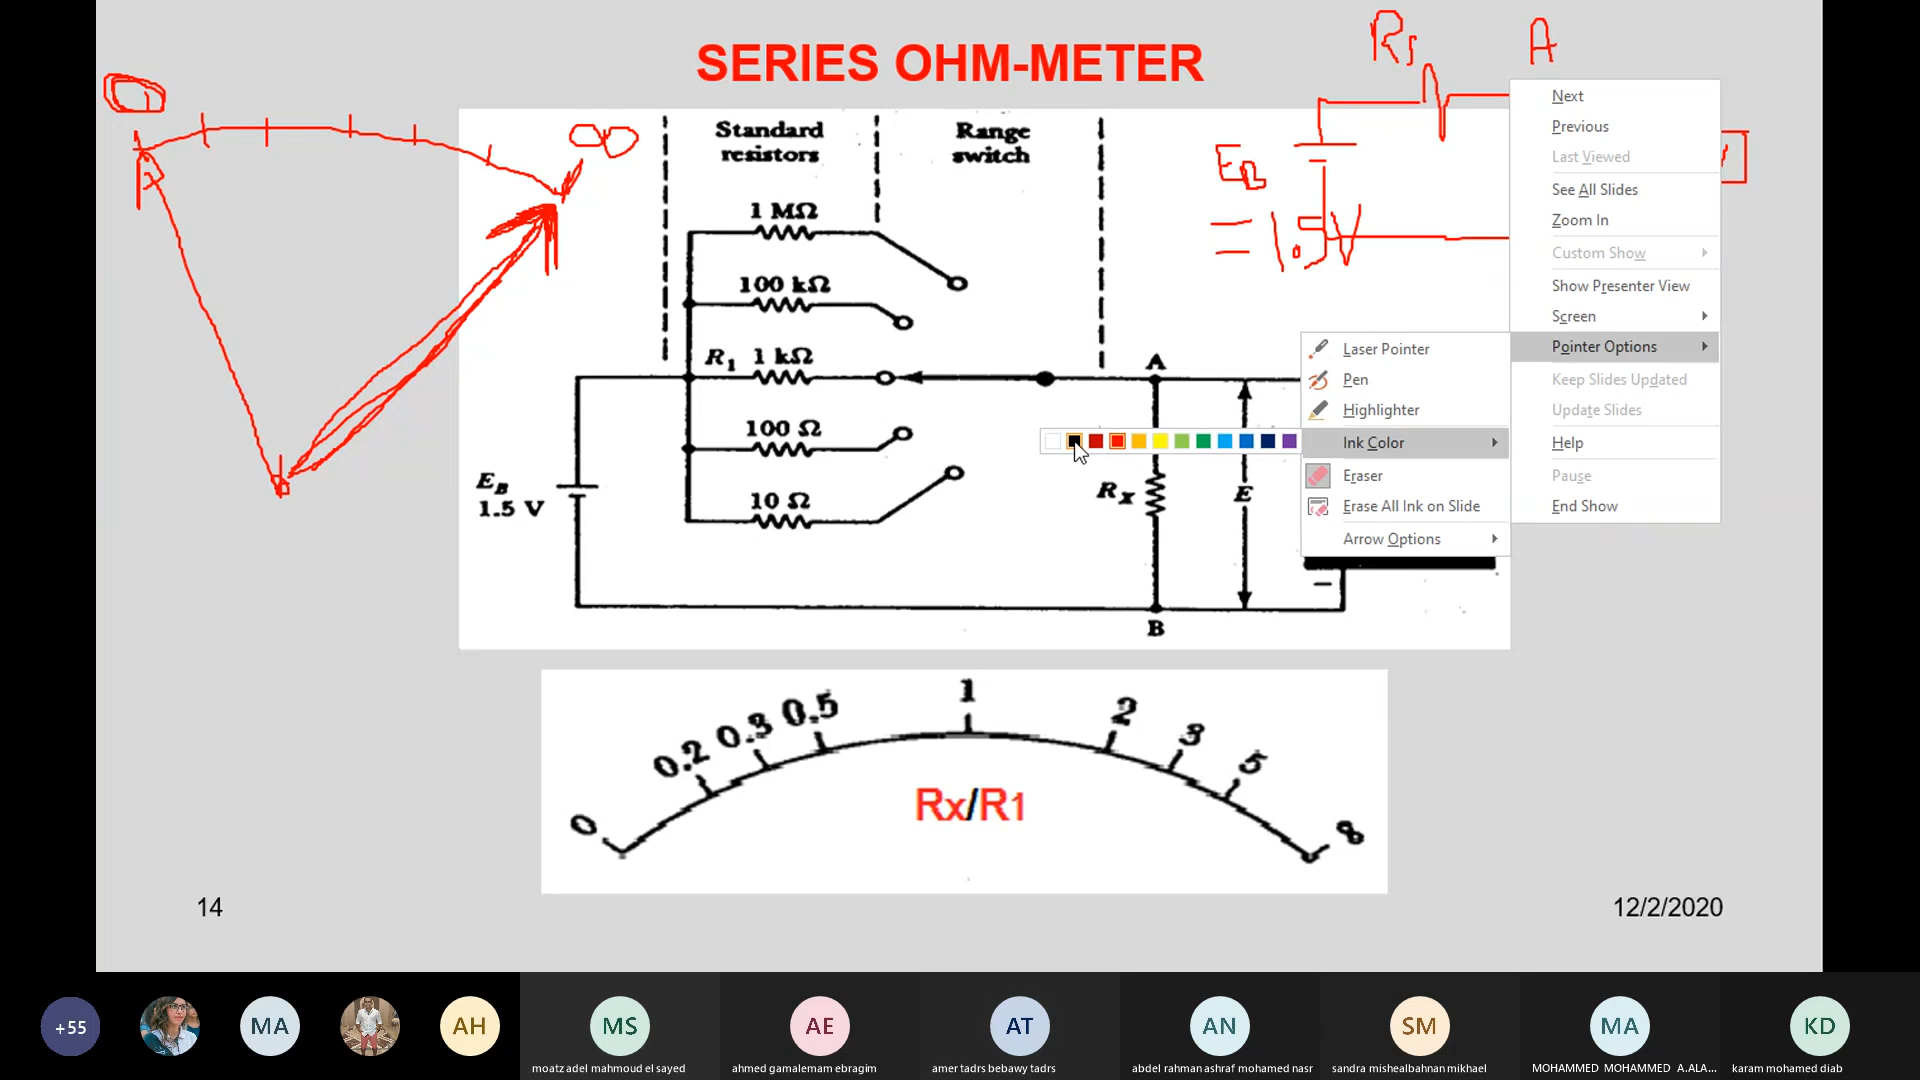 SERIES OHM-METER
0
∞
Rs
A
EB
= 1.5V
Standard
resistors
Range
switch
1 MΩ
100 kΩ
R1 1 kΩ
100 Ω
10 Ω
EB
1.5 V
A
RX
E
B
−
Next
Previous
Last Viewed
See All Slides
Zoom In
Custom Show
Show Presenter View
Screen
Pointer Options
Keep Slides Updated
Update Slides
Help
Pause
End Show
Laser Pointer
Pen
Highlighter
Ink Color
Eraser
Erase All Ink on Slide
Arrow Options
0 0.2 0.3 0.5 1 2 3 5 ∞
Rx/R1
14
12/2/2020
+55
MA
AH
MS
AE
AT
AN
SM
MA
KD
moatz adel mahmoud el sayed
ahmed gamalemam ebragim
amer tadrs bebawy tadrs
abdel rahman ashraf mohamed nasr
sandra mishealbahnan mikhael
MOHAMMED MOHAMMED A.ALA...
karam mohamed diab